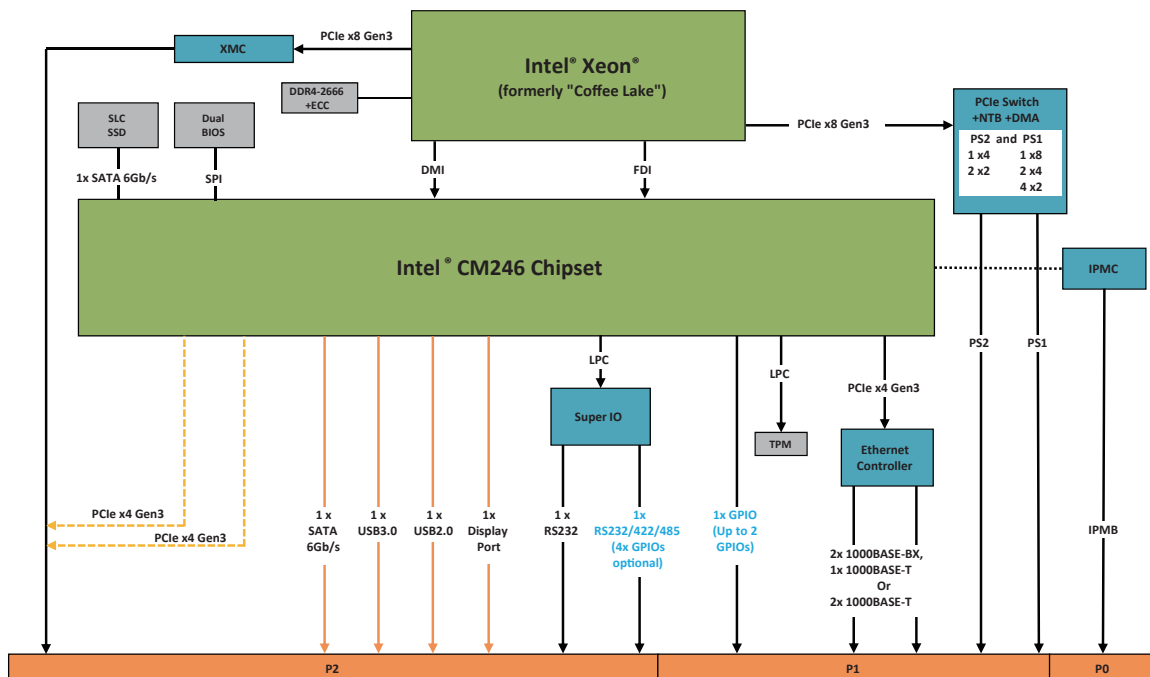 XMC
PCIe x8 Gen3
Intel® Xeon®
(formerly "Coffee Lake")
DDR4-2666
+ECC
SLC
SSD
Dual
BIOS
PCIe x8 Gen3
PCIe Switch
+NTB +DMA
PS2 and PS1
1 x4 1 x8
2 x2 2 x4
4 x2
1x SATA 6Gb/s
SPI
DMI
FDI
Intel ® CM246 Chipset
IPMC
LPC
LPC
PCIe x4 Gen3
PS2
PS1
Super IO
TPM
Ethernet
Controller
PCIe x4 Gen3
PCIe x4 Gen3
1 x
SATA
6Gb/s
1 x
USB3.0
1 x
USB2.0
1x
Display
Port
1 x
RS232
1x
RS232/422/485
(4x GPIOs
optional)
1x GPIO
(Up to 2
GPIOs)
2x 1000BASE-BX,
1x 1000BASE-T
Or
2x 1000BASE-T
IPMB
P2
P1
P0